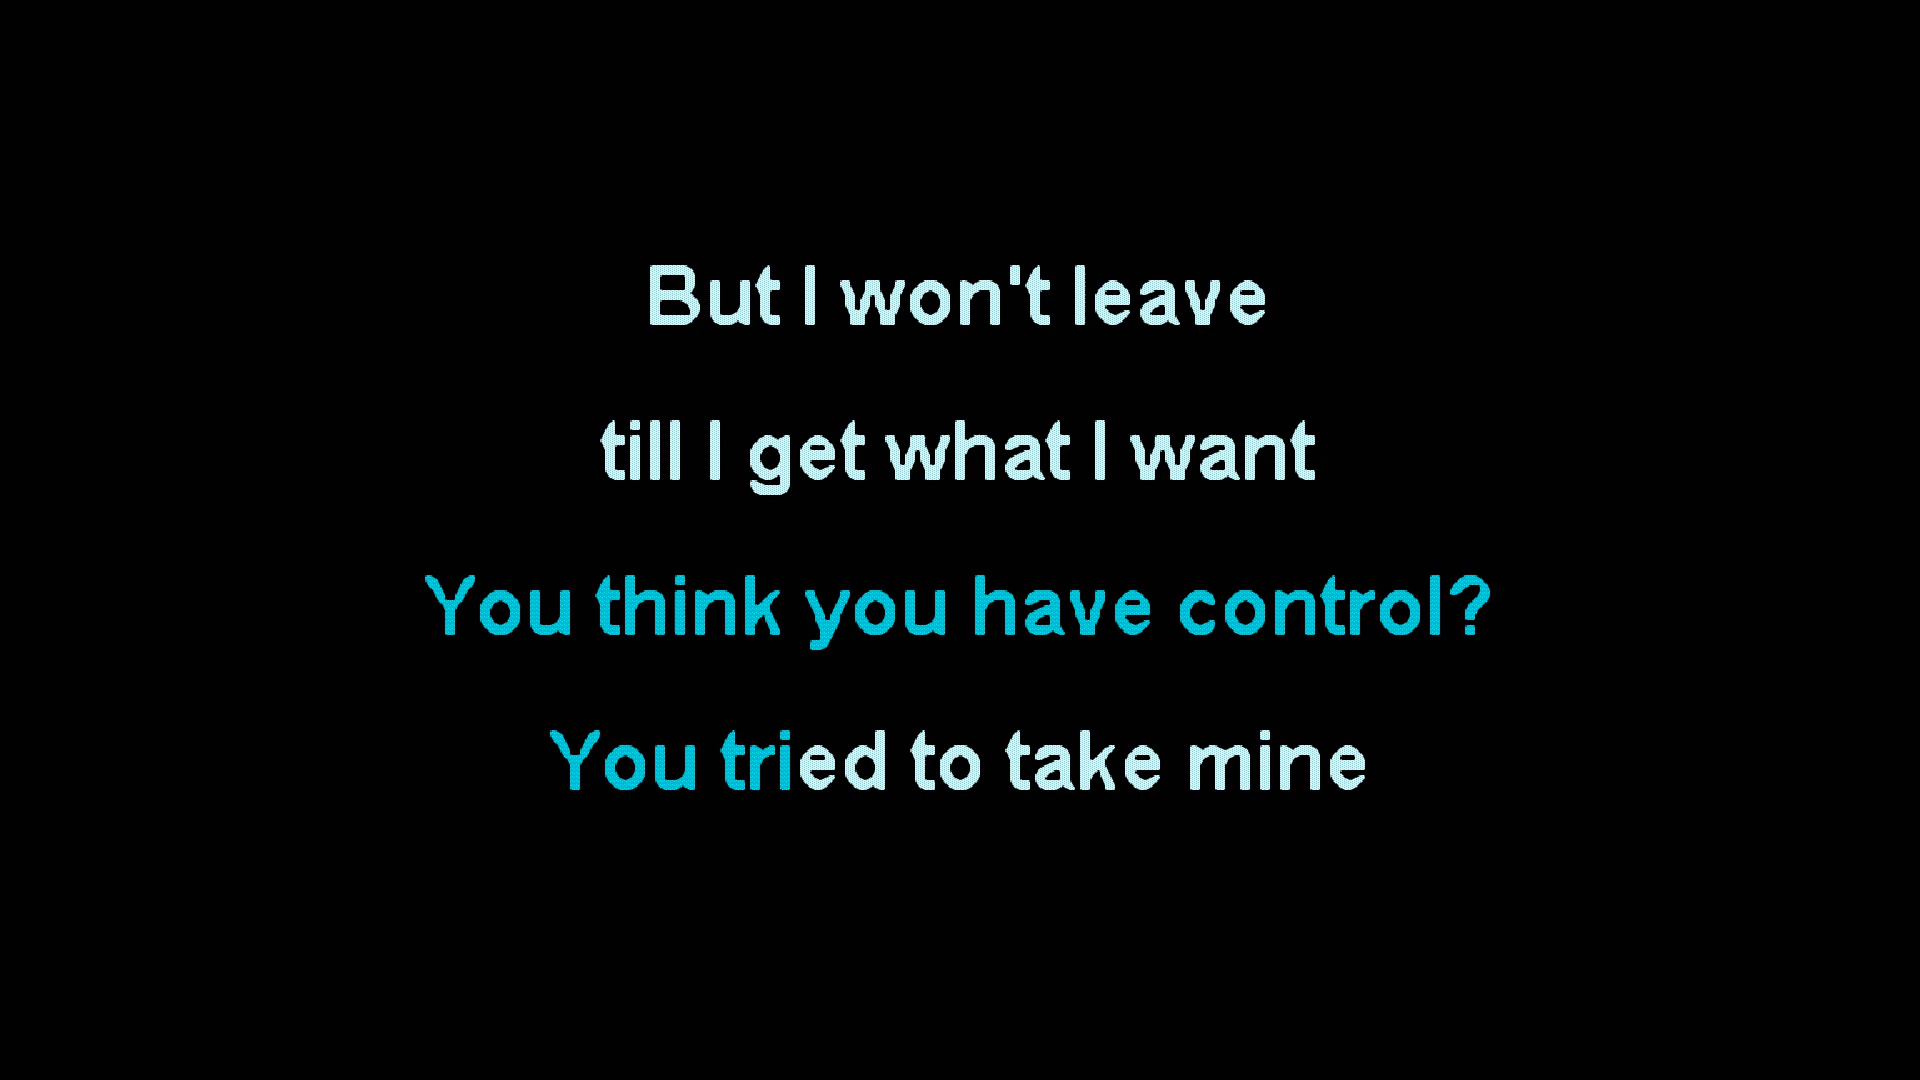 But I won't leave
till I get what I want
You think you have control?
You tried to take mine